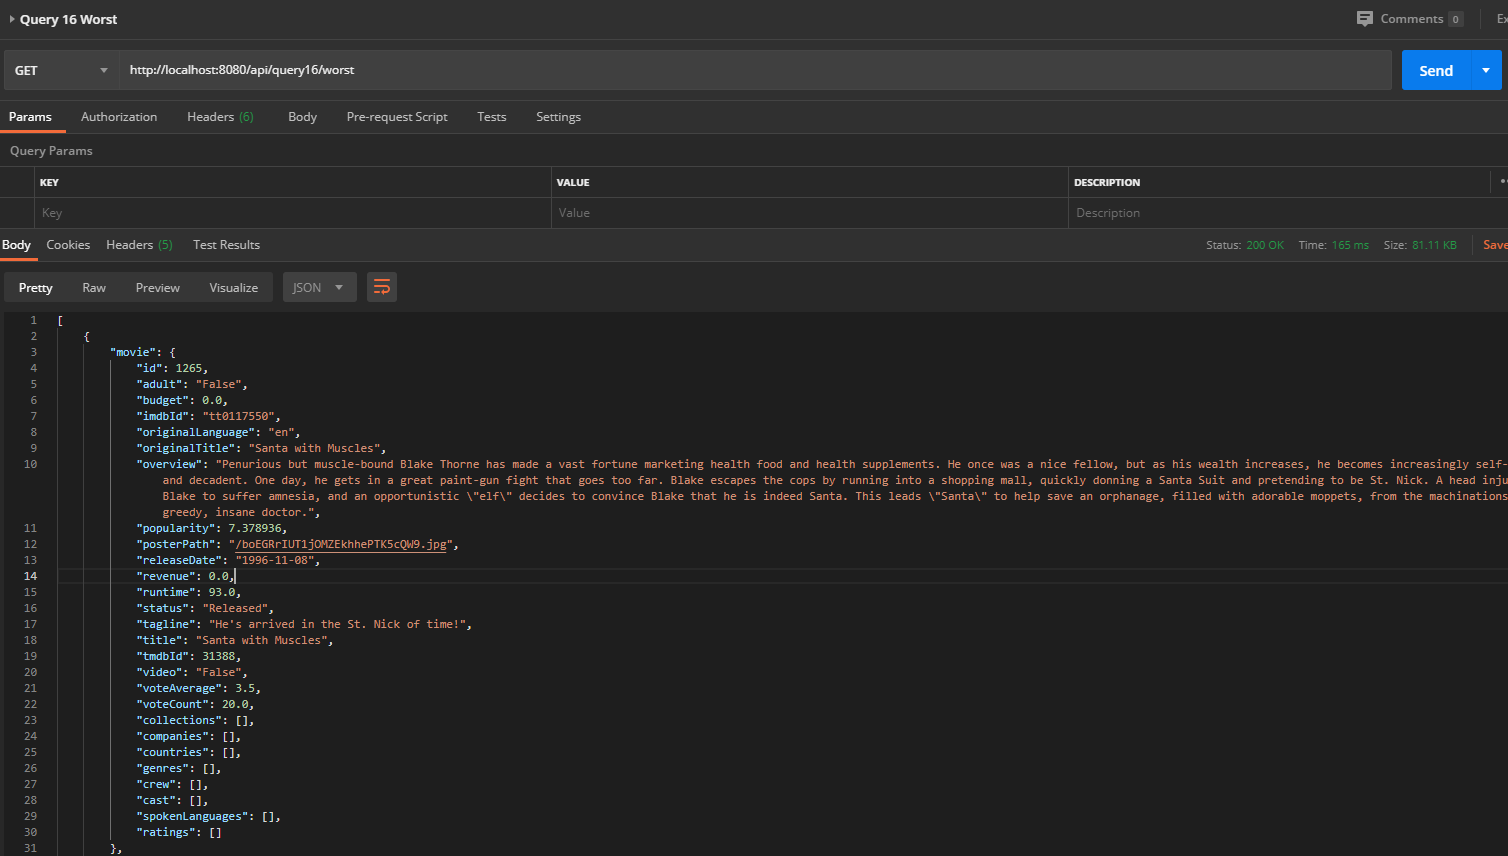 Query 16 Worst
Comments 0
GET http://localhost:8080/api/query16/worst Send
Params Authorization Headers (6) Body Pre-request Script Tests Settings
Query Params
KEY VALUE DESCRIPTION
Key Value Description
Body Cookies Headers (5) Test Results Status: 200 OK Time: 165 ms Size: 81.11 KB Save
Pretty Raw Preview Visualize JSON
1 [
2 {
3 "movie": {
4 "id": 1265,
5 "adult": "False",
6 "budget": 0.0,
7 "imdbId": "tt0117550",
8 "originalLanguage": "en",
9 "originalTitle": "Santa with Muscles",
10 "overview": "Penurious but muscle-bound Blake Thorne has made a vast fortune marketing health food and health supplements. He once was a nice fellow, but as his wealth increases, he becomes increasingly self-
and decadent. One day, he gets in a great paint-gun fight that goes too far. Blake escapes the cops by running into a shopping mall, quickly donning a Santa Suit and pretending to be St. Nick. A head inju
Blake to suffer amnesia, and an opportunistic \"elf\" decides to convince Blake that he is indeed Santa. This leads \"Santa\" to help save an orphanage, filled with adorable moppets, from the machinations
greedy, insane doctor.",
11 "popularity": 7.378936,
12 "posterPath": "/boEGRrIUT1jOMZEkhhePTK5cQW9.jpg",
13 "releaseDate": "1996-11-08",
14 "revenue": 0.0,
15 "runtime": 93.0,
16 "status": "Released",
17 "tagline": "He's arrived in the St. Nick of time!",
18 "title": "Santa with Muscles",
19 "tmdbId": 31388,
20 "video": "False",
21 "voteAverage": 3.5,
22 "voteCount": 20.0,
23 "collections": [],
24 "companies": [],
25 "countries": [],
26 "genres": [],
27 "crew": [],
28 "cast": [],
29 "spokenLanguages": [],
30 "ratings": []
31 },